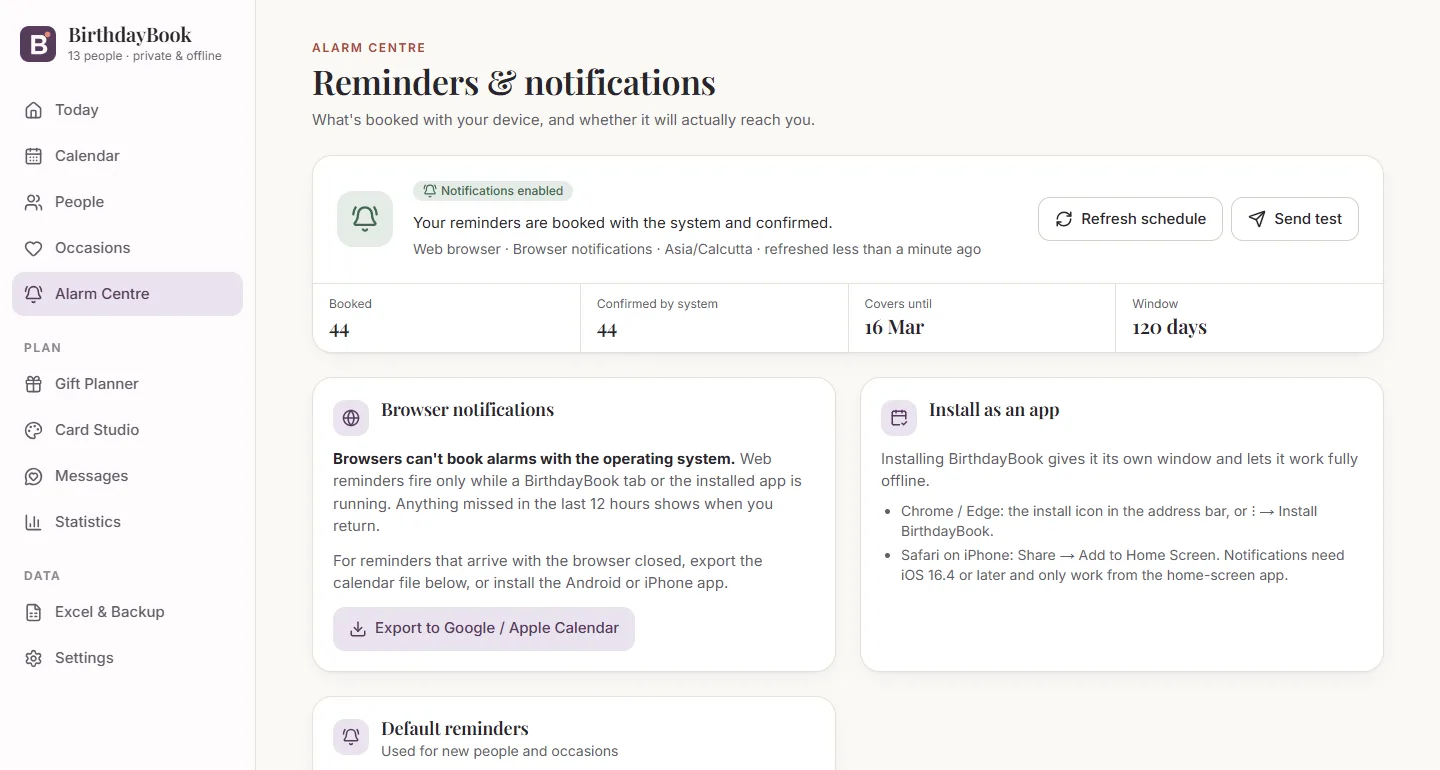 BirthdayBook
13 people · private & offline
Today
Calendar
People
Occasions
Alarm Centre
PLAN
Gift Planner
Card Studio
Messages
Statistics
DATA
Excel & Backup
Settings
ALARM CENTRE
Reminders & notifications
What's booked with your device, and whether it will actually reach you.
Notifications enabled
Your reminders are booked with the system and confirmed.
Web browser · Browser notifications · Asia/Calcutta · refreshed less than a minute ago
Refresh schedule
Send test
Booked
44
Confirmed by system
44
Covers until
16 Mar
Window
120 days
Browser notifications
Browsers can't book alarms with the operating system. Web
reminders fire only while a BirthdayBook tab or the installed app is
running. Anything missed in the last 12 hours shows when you
return.
For reminders that arrive with the browser closed, export the
calendar file below, or install the Android or iPhone app.
Export to Google / Apple Calendar
Install as an app
Installing BirthdayBook gives it its own window and lets it work fully
offline.
• Chrome / Edge: the install icon in the address bar, or ⋮ → Install
BirthdayBook.
• Safari on iPhone: Share → Add to Home Screen. Notifications need
iOS 16.4 or later and only work from the home-screen app.
Default reminders
Used for new people and occasions